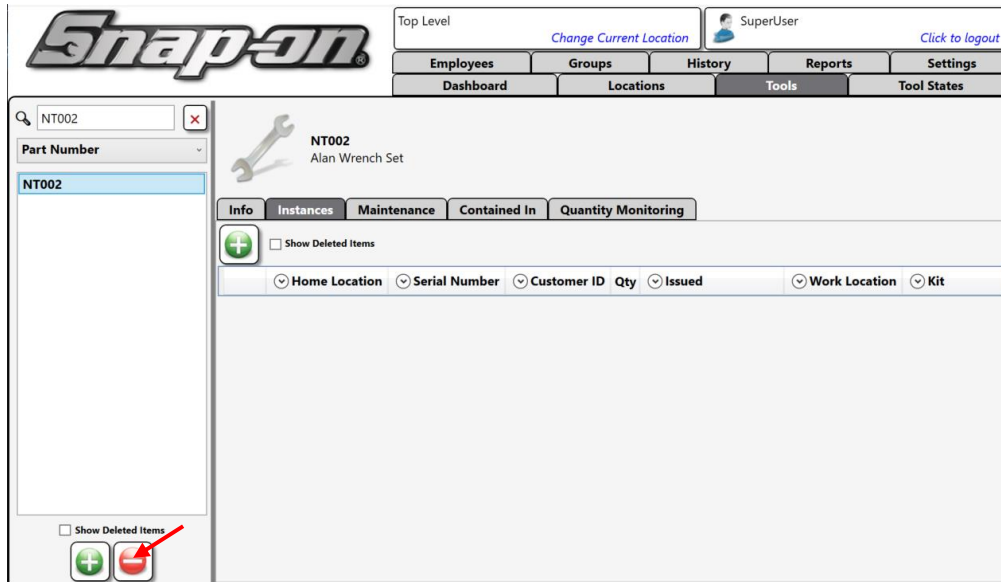 Snap-on®
Top Level
Change Current Location
SuperUser
Click to logout
Employees Groups History Reports Settings
Dashboard Locations Tools Tool States
NT002
Part Number
NT002
Show Deleted Items
NT002
Alan Wrench Set
Info Instances Maintenance Contained In Quantity Monitoring
Show Deleted Items
Home Location Serial Number Customer ID Qty Issued Work Location Kit